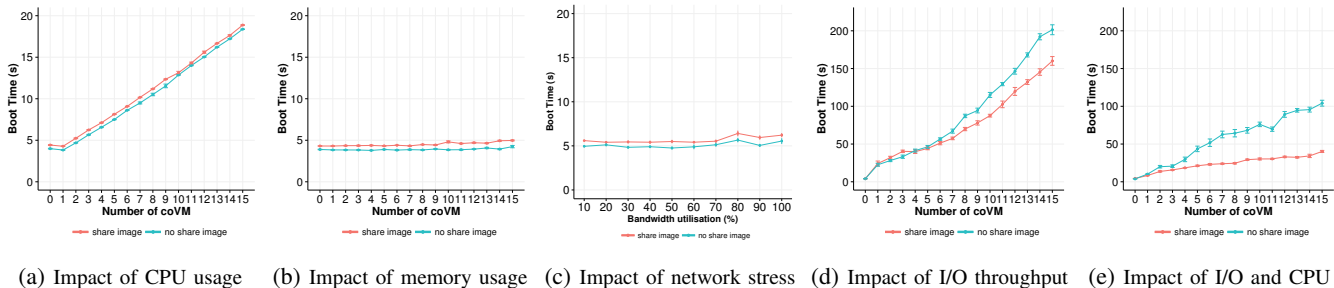 20
15
10
5
0
Boot Time (s)
0 1 2 3 4 5 6 7 8 9 10 11 12 13 14 15
Number of coVM
share image no share image
(a) Impact of CPU usage
20
15
10
5
0
Boot Time (s)
0 1 2 3 4 5 6 7 8 9 10 11 12 13 14 15
Number of coVM
share image no share image
(b) Impact of memory usage
20
15
10
5
0
Boot Time (s)
10 20 30 40 50 60 70 80 90 100
Bandwidth utilisation (%)
share image no share image
(c) Impact of network stress
200
150
100
50
0
Boot Time (s)
0 1 2 3 4 5 6 7 8 9 10 11 12 13 14 15
Number of coVM
share image no share image
(d) Impact of I/O throughput
200
150
100
50
0
Boot Time (s)
0 1 2 3 4 5 6 7 8 9 10 11 12 13 14 15
Number of coVM
share image no share image
(e) Impact of I/O and CPU